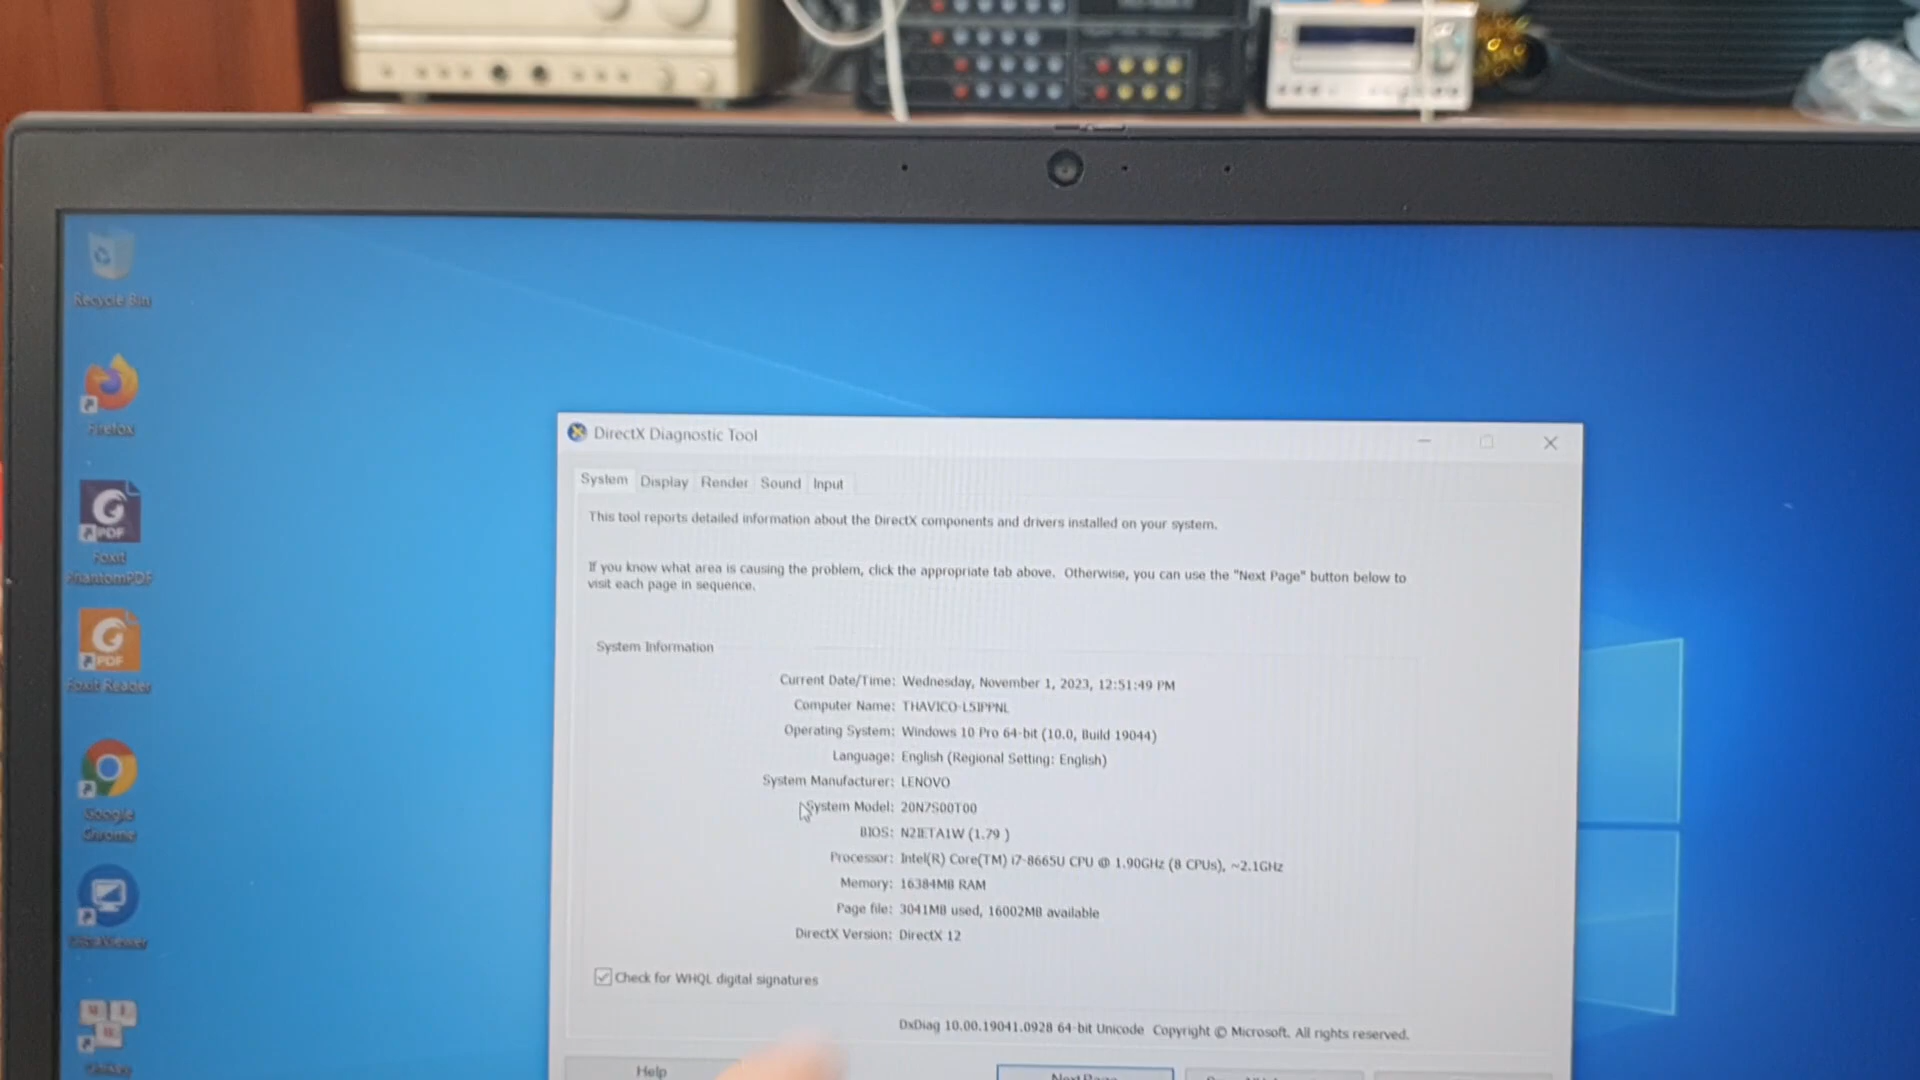 Recycle Bin
Firefox
Foxit
PhantomPDF
Foxit Reader
Google
Chrome
UltraViewer
DirectX Diagnostic Tool
System Display Render Sound Input
This tool reports detailed information about the DirectX components and drivers installed on your system.
If you know what area is causing the problem, click the appropriate tab above. Otherwise, you can use the "Next Page" button below to
visit each page in sequence.
System Information
Current Date/Time: Wednesday, November 1, 2023, 12:51:49 PM
Computer Name: THAVICO-L5IPPNL
Operating System: Windows 10 Pro 64-bit (10.0, Build 19044)
Language: English (Regional Setting: English)
System Manufacturer: LENOVO
System Model: 20N7S00T00
BIOS: N2IETA1W (1.79 )
Processor: Intel(R) Core(TM) i7-8665U CPU @ 1.90GHz (8 CPUs), ~2.1GHz
Memory: 16384MB RAM
Page file: 3041MB used, 16002MB available
DirectX Version: DirectX 12
Check for WHQL digital signatures
DxDiag 10.00.19041.0928 64-bit Unicode Copyright © Microsoft. All rights reserved.
Help
Next Page